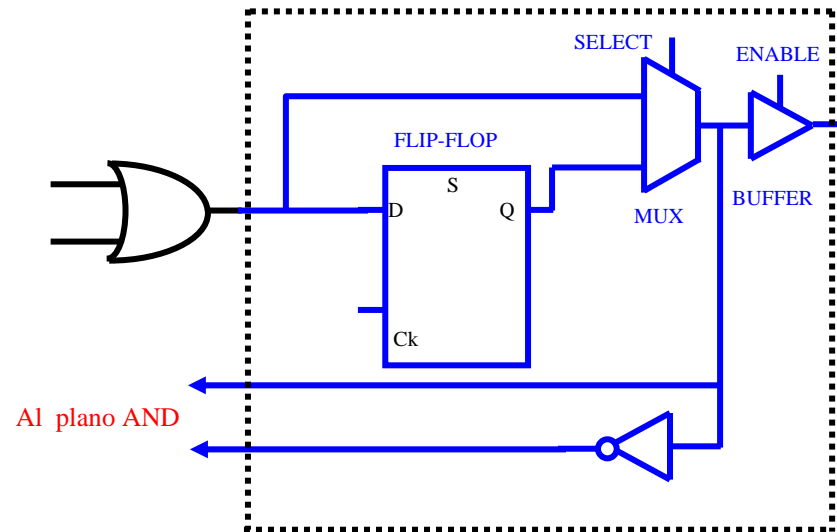 SELECT
ENABLE
FLIP-FLOP
S
D
Q
MUX
BUFFER
Ck
Al plano AND